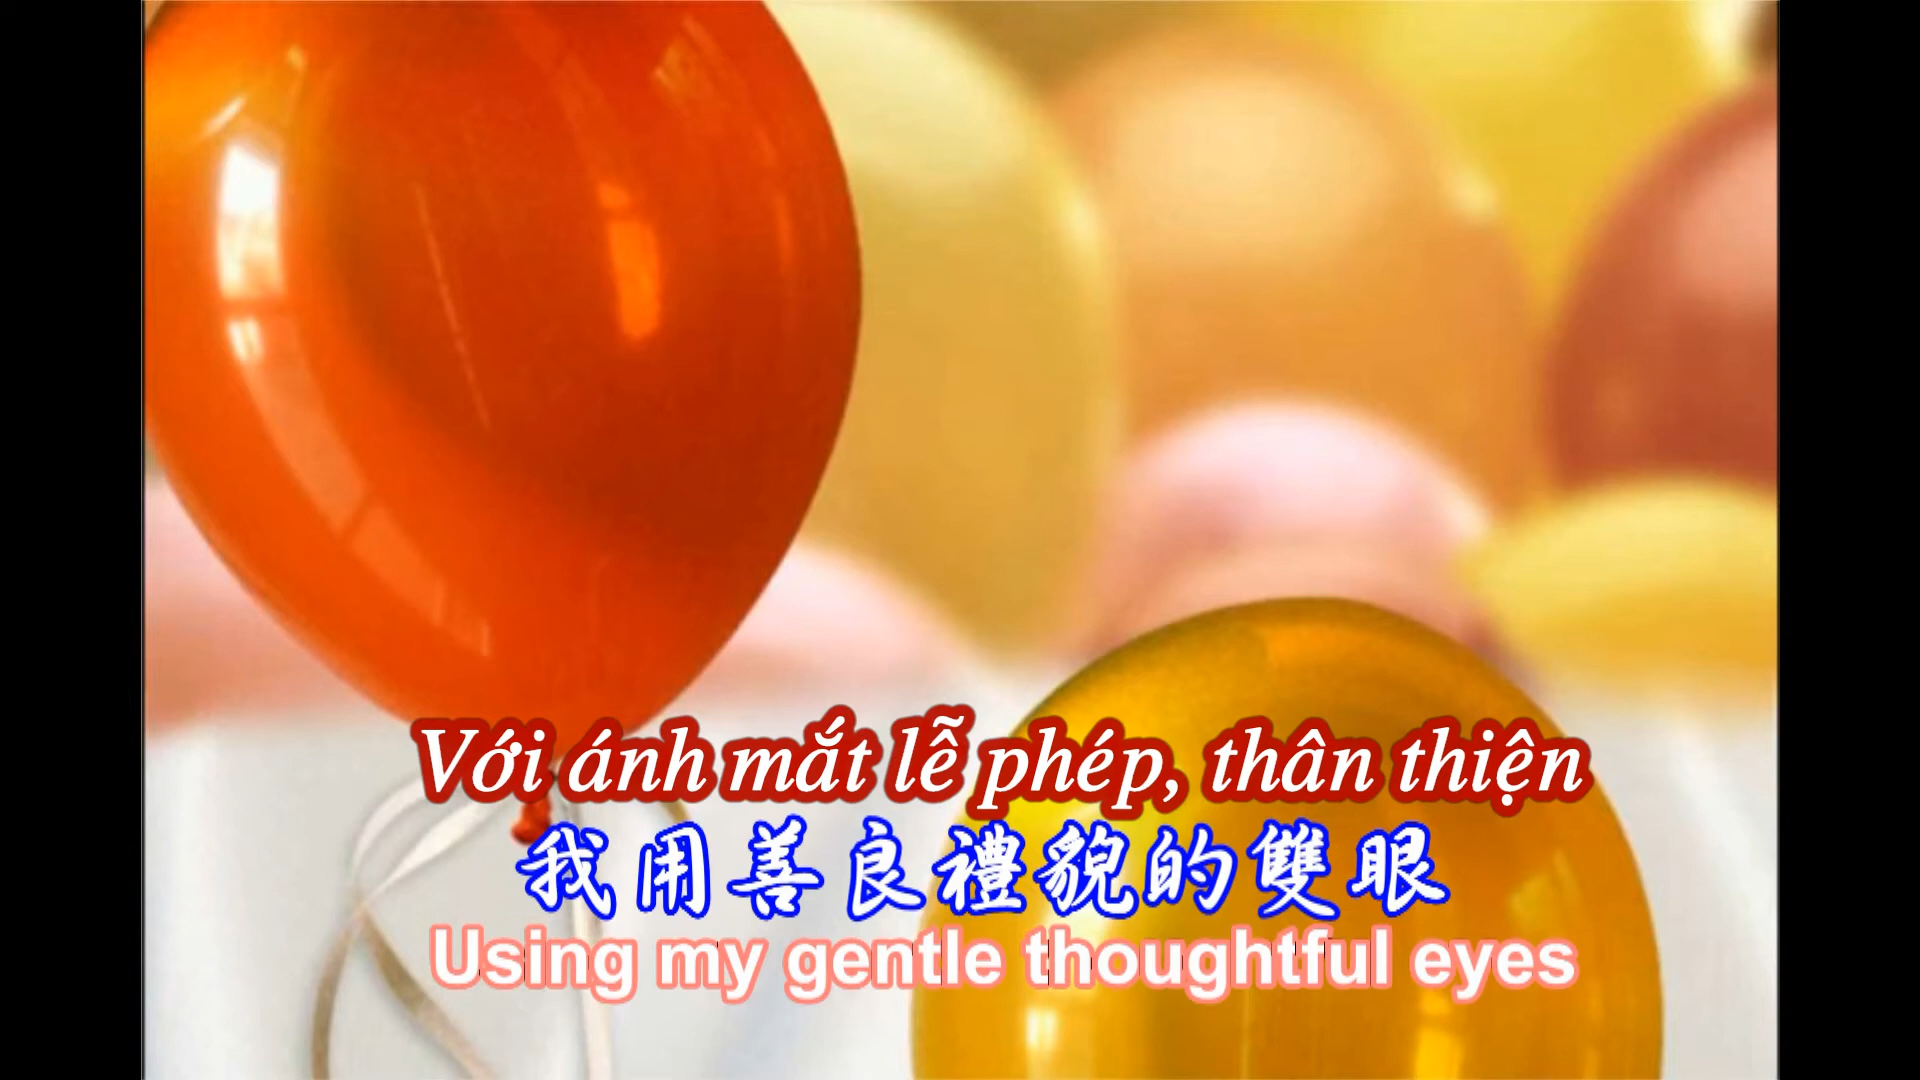 Với ánh mắt lễ phép, thân thiện
我用善良禮貌的雙眼
Using my gentle thoughtful eyes